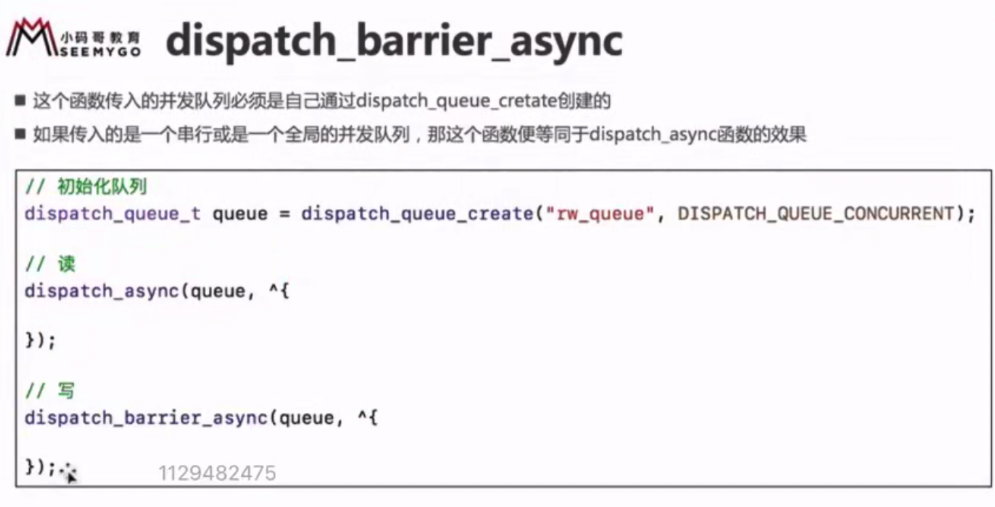 小码哥教育
SEEMYGO
dispatch_barrier_async
■ 这个函数传入的并发队列必须是自己通过dispatch_queue_cretate创建的
■ 如果传入的是一个串行或是一个全局的并发队列，那这个函数便等同于dispatch_async函数的效果
// 初始化队列
dispatch_queue_t queue = dispatch_queue_create("rw_queue", DISPATCH_QUEUE_CONCURRENT);
// 读
dispatch_async(queue, ^{
});
// 写
dispatch_barrier_async(queue, ^{
});
1129482475